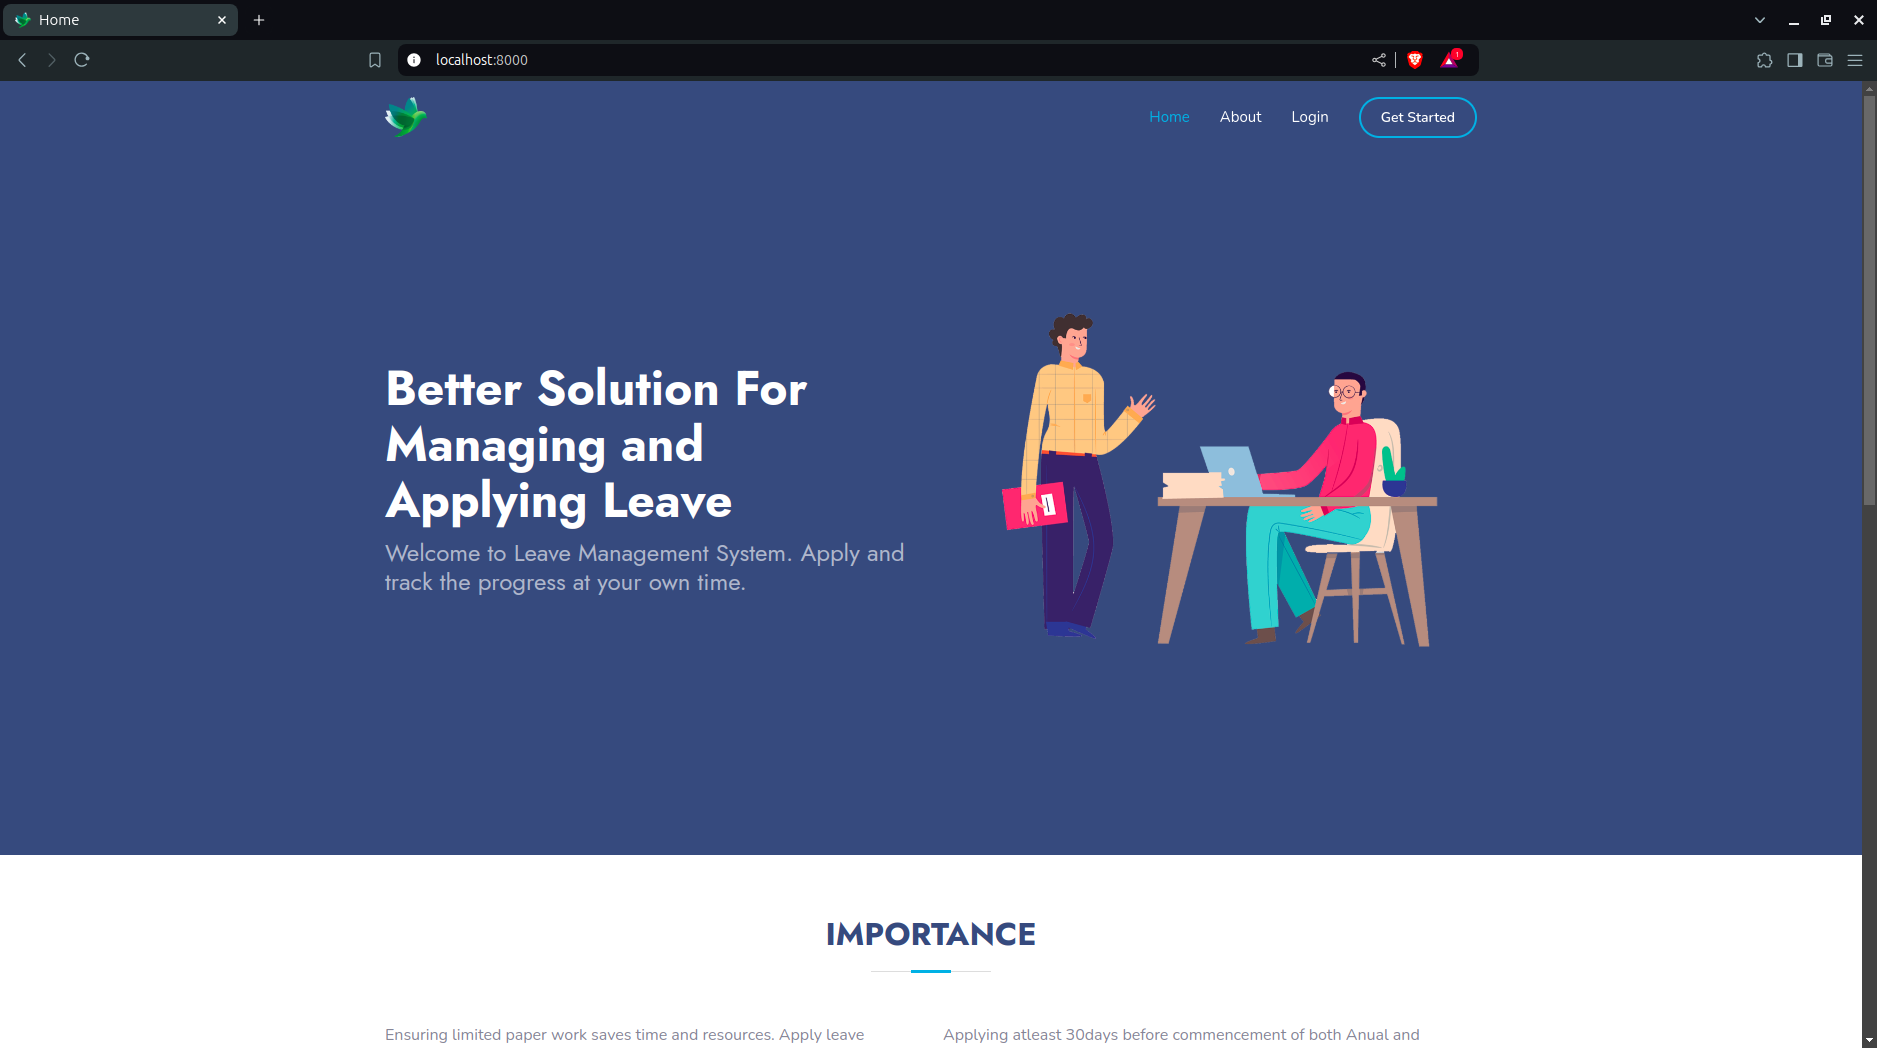 Home
localhost:8000
1
Home About Login Get Started
Better Solution For
Managing and
Applying Leave
Welcome to Leave Management System. Apply and
track the progress at your own time.
IMPORTANCE
Ensuring limited paper work saves time and resources. Apply leave
Applying atleast 30days before commencement of both Anual and